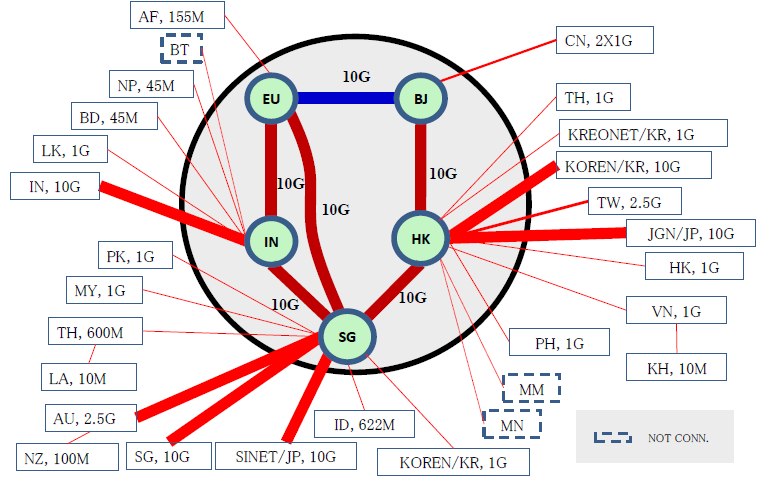 AF, 155M
BT
NP, 45M
BD, 45M
LK, 1G
IN, 10G
CN, 2X1G
10G
EU
BJ
TH, 1G
KREONET/KR, 1G
KOREN/KR, 10G
TW, 2.5G
JGN/JP, 10G
HK, 1G
10G
10G
10G
IN
HK
PK, 1G
MY, 1G
TH, 600M
LA, 10M
10G
10G
SG
VN, 1G
KH, 10M
PH, 1G
MM
MN
AU, 2.5G
NZ, 100M
SG, 10G
SINET/JP, 10G
ID, 622M
KOREN/KR, 1G
NOT CONN.